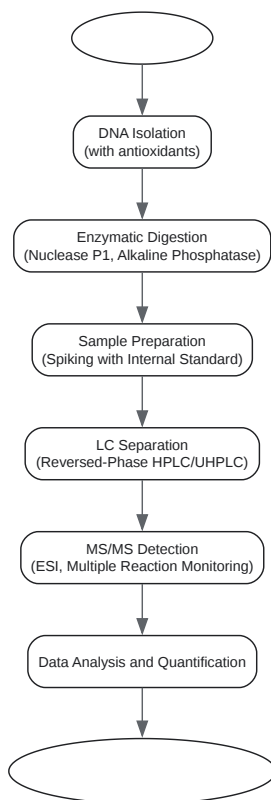 DNA Isolation
(with antioxidants)
Enzymatic Digestion
(Nuclease P1, Alkaline Phosphatase)
Sample Preparation
(Spiking with Internal Standard)
LC Separation
(Reversed-Phase HPLC/UHPLC)
MS/MS Detection
(ESI, Multiple Reaction Monitoring)
Data Analysis and Quantification